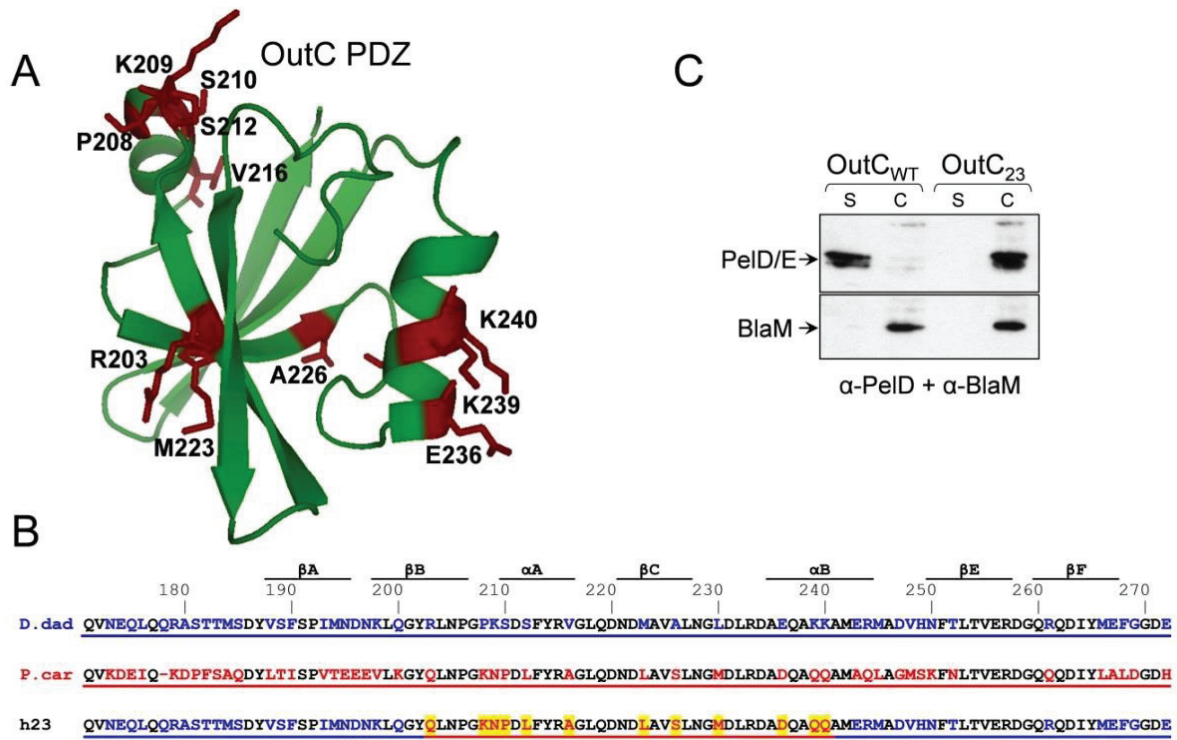 A
OutC PDZ
K209
S210
P208
S212
V216
R203
A226
K240
M223
K239
E236
C
OutCWT OutC23
S C S C
PelD/E
BlaM
α-PelD + α-BlaM
B
βA βB αA βC αB βE βF
180 190 200 210 220 230 240 250 260 270
D.dad QVNEQLQQRASTTMSDYVSFSPIMNDNKLQGYRLNPGPKSDSFYRVGLQDNDMAVALNGLDLRDAEQAKKAMERMADVHNFTLTVERDGQRQDIYMEFGGDE
P.car QVKDEIQ-KDPFSAQDYLTISPVTEEEVLKGYQLNPGKNPDLFYRAGLQDNDLAVSLNGMDLRDADQAQQAMAQLAGMSKFNLTVERDGQQQDIYLALDGDH
h23 QVNEQLQQRASTTMSDYVSFSPIMNDNKLQGYQLNPGKNPDLFYRAGLQDNDLAVSLNGMDLRDADQAQQAMERMADVHNFTLTVERDGQRQDIYMEFGGDE